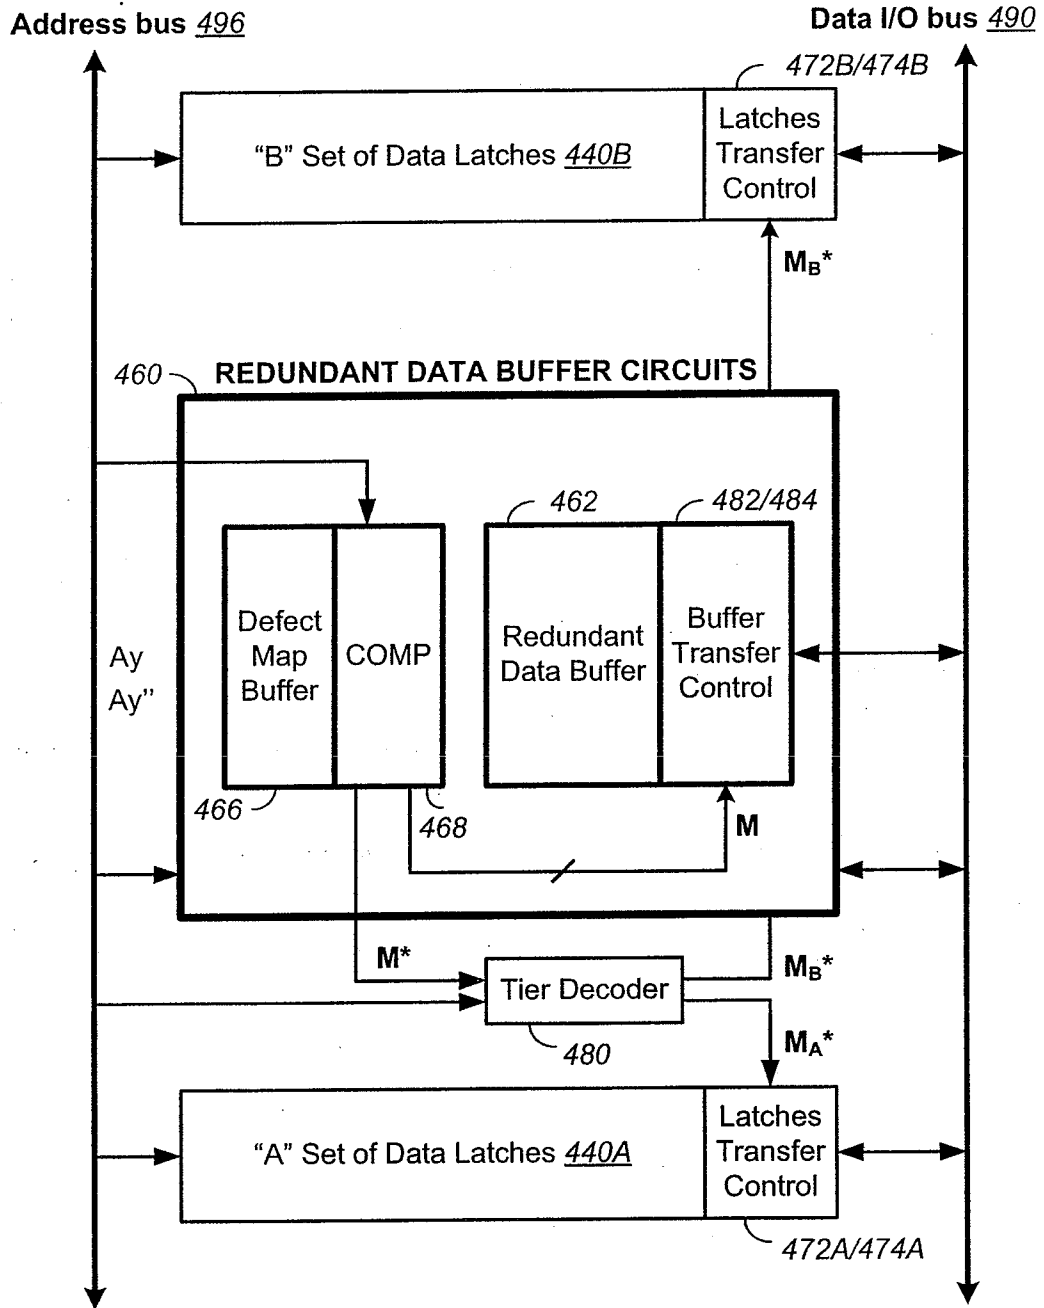 Address bus 496
Data I/O bus 490
472B/474B
"B" Set of Data Latches 440B
Latches
Transfer
Control
MB*
460
REDUNDANT DATA BUFFER CIRCUITS
462
482/484
Defect
Map
Buffer
COMP
Redundant
Data Buffer
Buffer
Transfer
Control
Ay
Ay"
466
468
M
M*
Tier Decoder
MB*
480
MA*
"A" Set of Data Latches 440A
Latches
Transfer
Control
472A/474A